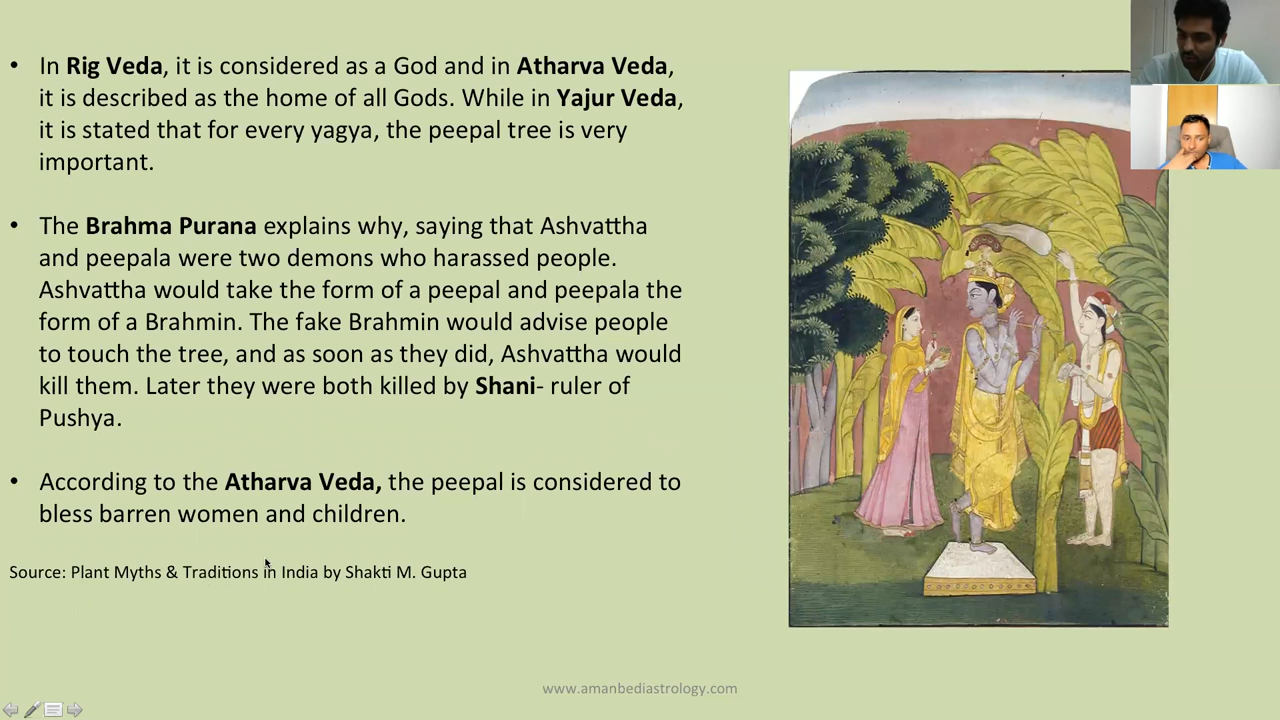 • In Rig Veda, it is considered as a God and in Atharva Veda,
it is described as the home of all Gods. While in Yajur Veda,
it is stated that for every yagya, the peepal tree is very
important.
• The Brahma Purana explains why, saying that Ashvattha
and peepala were two demons who harassed people.
Ashvattha would take the form of a peepal and peepala the
form of a Brahmin. The fake Brahmin would advise people
to touch the tree, and as soon as they did, Ashvattha would
kill them. Later they were both killed by Shani- ruler of
Pushya.
• According to the Atharva Veda, the peepal is considered to
bless barren women and children.
Source: Plant Myths & Traditions in India by Shakti M. Gupta
www.amanbediastrology.com